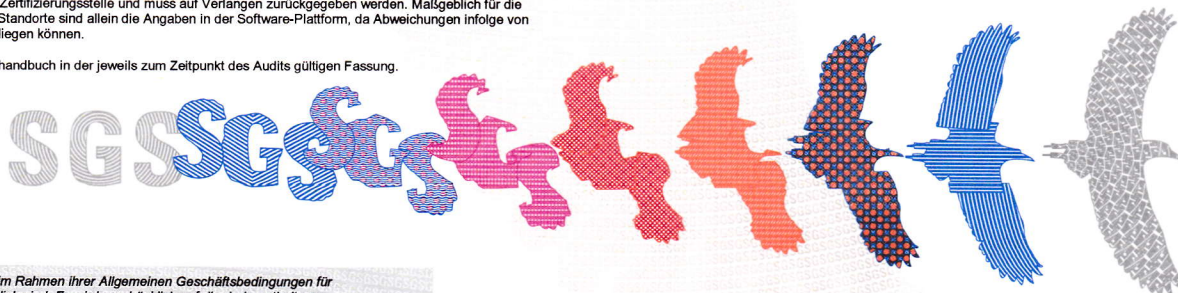 Zertifizierungsstelle und muss auf Verlangen zurückgegeben werden. Maßgeblich für die
Standorte sind allein die Angaben in der Software-Plattform, da Abweichungen infolge von
liegen können.
handbuch in der jeweils zum Zeitpunkt des Audits gültigen Fassung.
SGS SGS SGS
im Rahmen ihrer Allgemeinen Geschäftsbedingungen für